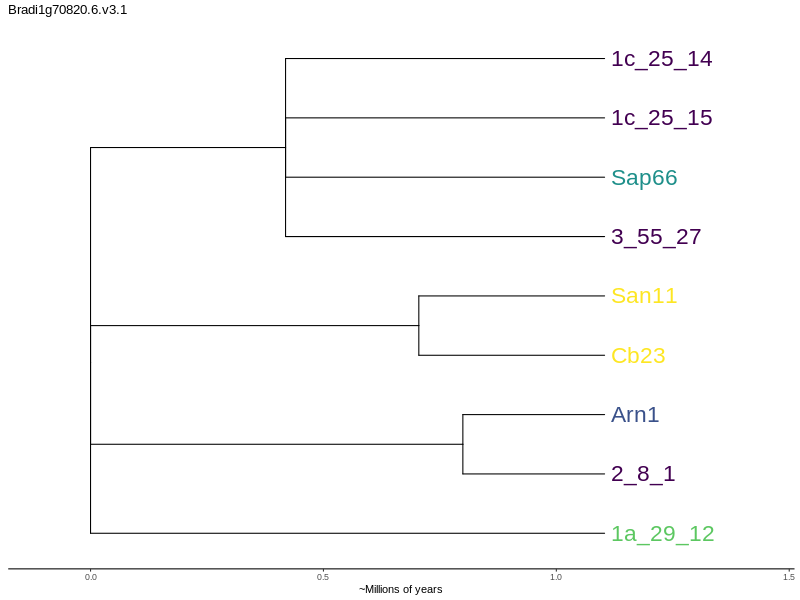 Bradi1g70820.6.v3.1
1c_25_14
1c_25_15
Sap66
3_55_27
San11
Cb23
Arn1
2_8_1
1a_29_12
0.0 0.5 1.0 1.5
~Millions of years